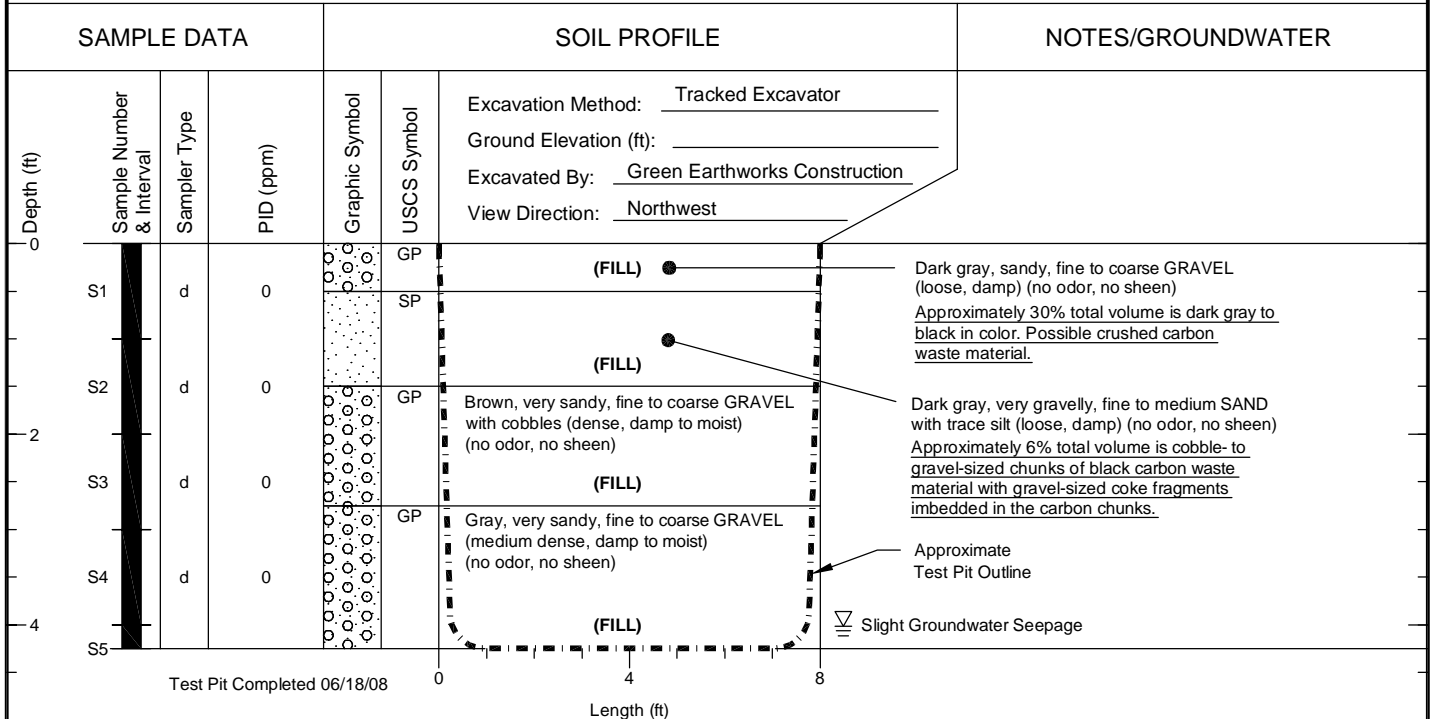 SAMPLE DATA
SOIL PROFILE
NOTES/GROUNDWATER
Depth (ft)
Sample Number
& Interval
Sampler Type
PID (ppm)
Graphic Symbol
USCS Symbol
Excavation Method: Tracked Excavator
Ground Elevation (ft):
Excavated By: Green Earthworks Construction
View Direction: Northwest
0
GP
(FILL)
Dark gray, sandy, fine to coarse GRAVEL
(loose, damp) (no odor, no sheen)
Approximately 30% total volume is dark gray to
black in color. Possible crushed carbon
waste material.
S1 d 0
SP
(FILL)
S2 d 0
GP
Brown, very sandy, fine to coarse GRAVEL
with cobbles (dense, damp to moist)
(no odor, no sheen)
(FILL)
Dark gray, very gravelly, fine to medium SAND
with trace silt (loose, damp) (no odor, no sheen)
Approximately 6% total volume is cobble- to
gravel-sized chunks of black carbon waste
material with gravel-sized coke fragments
imbedded in the carbon chunks.
2
S3 d 0
GP
Gray, very sandy, fine to coarse GRAVEL
(medium dense, damp to moist)
(no odor, no sheen)
(FILL)
Approximate
Test Pit Outline
S4 d 0
4
Slight Groundwater Seepage
S5
Test Pit Completed 06/18/08
0 4 8
Length (ft)